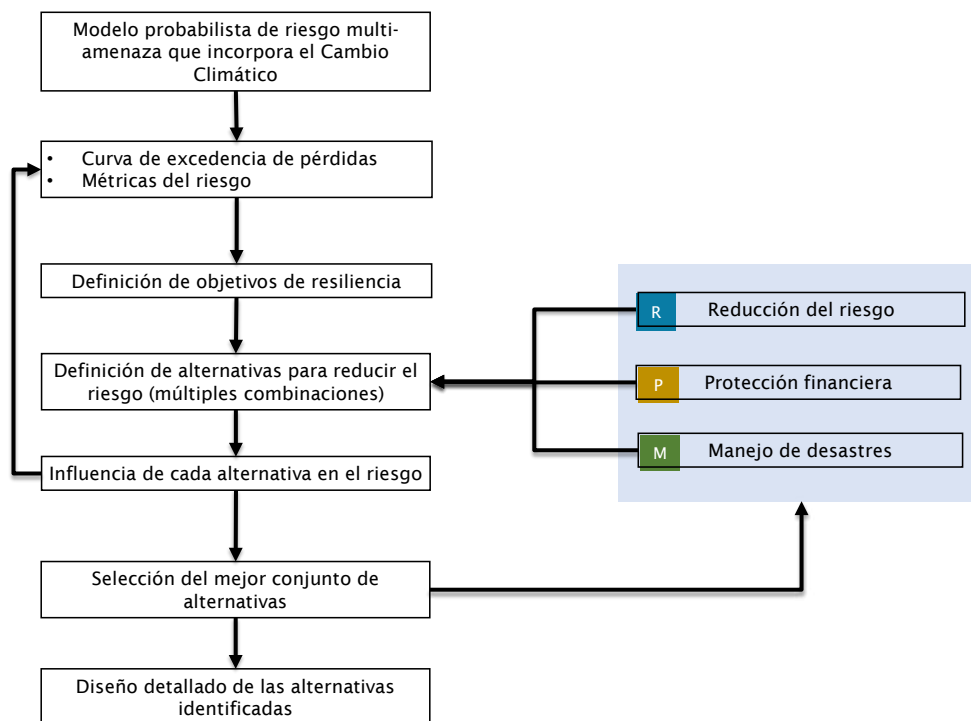 Modelo probabilista de riesgo multi-
amenaza que incorpora el Cambio
Climático
• Curva de excedencia de pérdidas
• Métricas del riesgo
Definición de objetivos de resiliencia
Definición de alternativas para reducir el
riesgo (múltiples combinaciones)
Influencia de cada alternativa en el riesgo
Selección del mejor conjunto de
alternativas
Diseño detallado de las alternativas
identificadas
R Reducción del riesgo
P Protección financiera
M Manejo de desastres